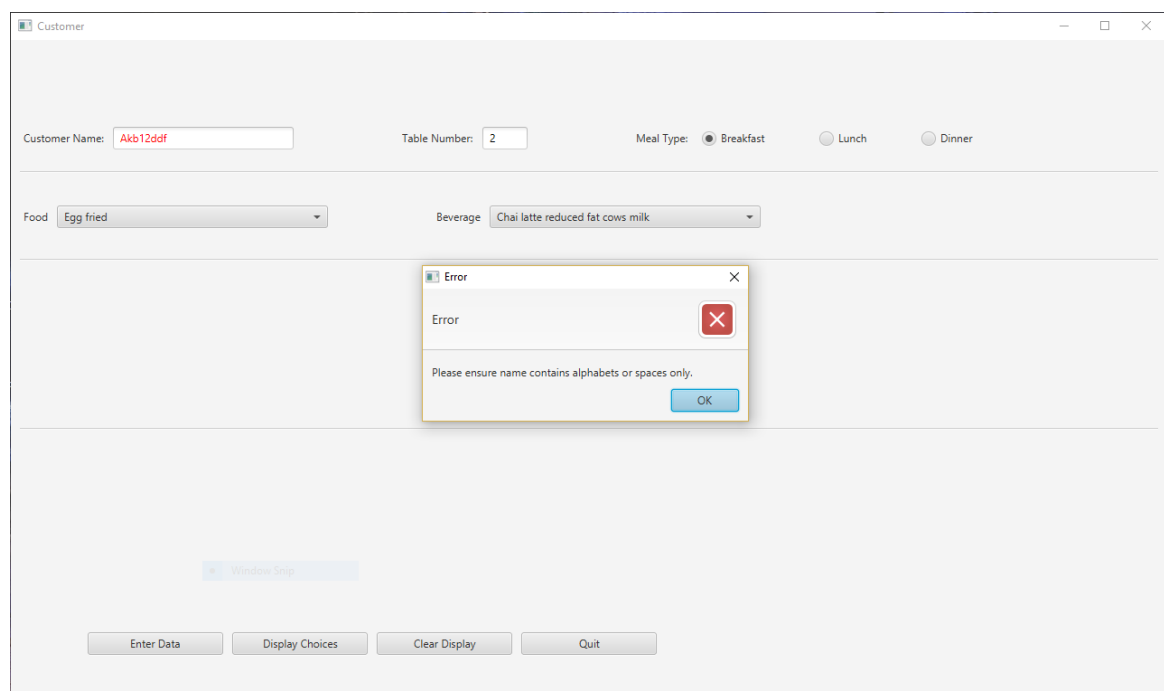 Customer
Customer Name: Akb12ddf Table Number: 2 Meal Type: Breakfast Lunch Dinner
Food Egg fried Beverage Chai latte reduced fat cows milk
Error
Error
Please ensure name contains alphabets or spaces only.
OK
Window Snip
Enter Data Display Choices Clear Display Quit